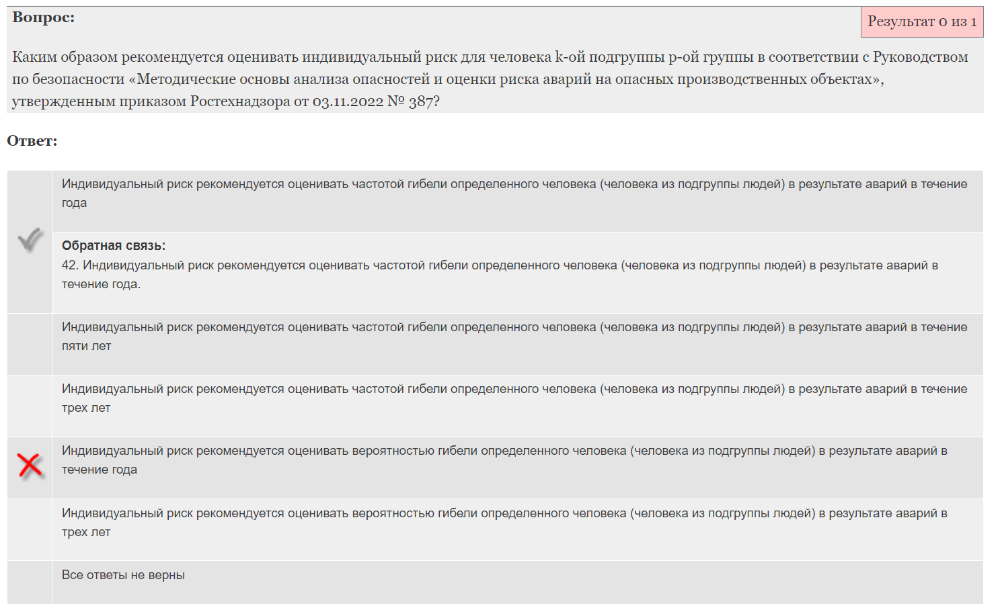 Вопрос:
Результат 0 из 1
Каким образом рекомендуется оценивать индивидуальный риск для человека k-ой подгруппы p-ой группы в соответствии с Руководством
по безопасности «Методические основы анализа опасностей и оценки риска аварий на опасных производственных объектах»,
утвержденным приказом Ростехнадзора от 03.11.2022 № 387?
Ответ:
Индивидуальный риск рекомендуется оценивать частотой гибели определенного человека (человека из подгруппы людей) в результате аварий в течение
года
Обратная связь:
42. Индивидуальный риск рекомендуется оценивать частотой гибели определенного человека (человека из подгруппы людей) в результате аварий в
течение года.
Индивидуальный риск рекомендуется оценивать частотой гибели определенного человека (человека из подгруппы людей) в результате аварий в течение
пяти лет
Индивидуальный риск рекомендуется оценивать частотой гибели определенного человека (человека из подгруппы людей) в результате аварий в течение
трех лет
Индивидуальный риск рекомендуется оценивать вероятностью гибели определенного человека (человека из подгруппы людей) в результате аварий в
течение года
Индивидуальный риск рекомендуется оценивать вероятностью гибели определенного человека (человека из подгруппы людей) в результате аварий в
трех лет
Все ответы не верны